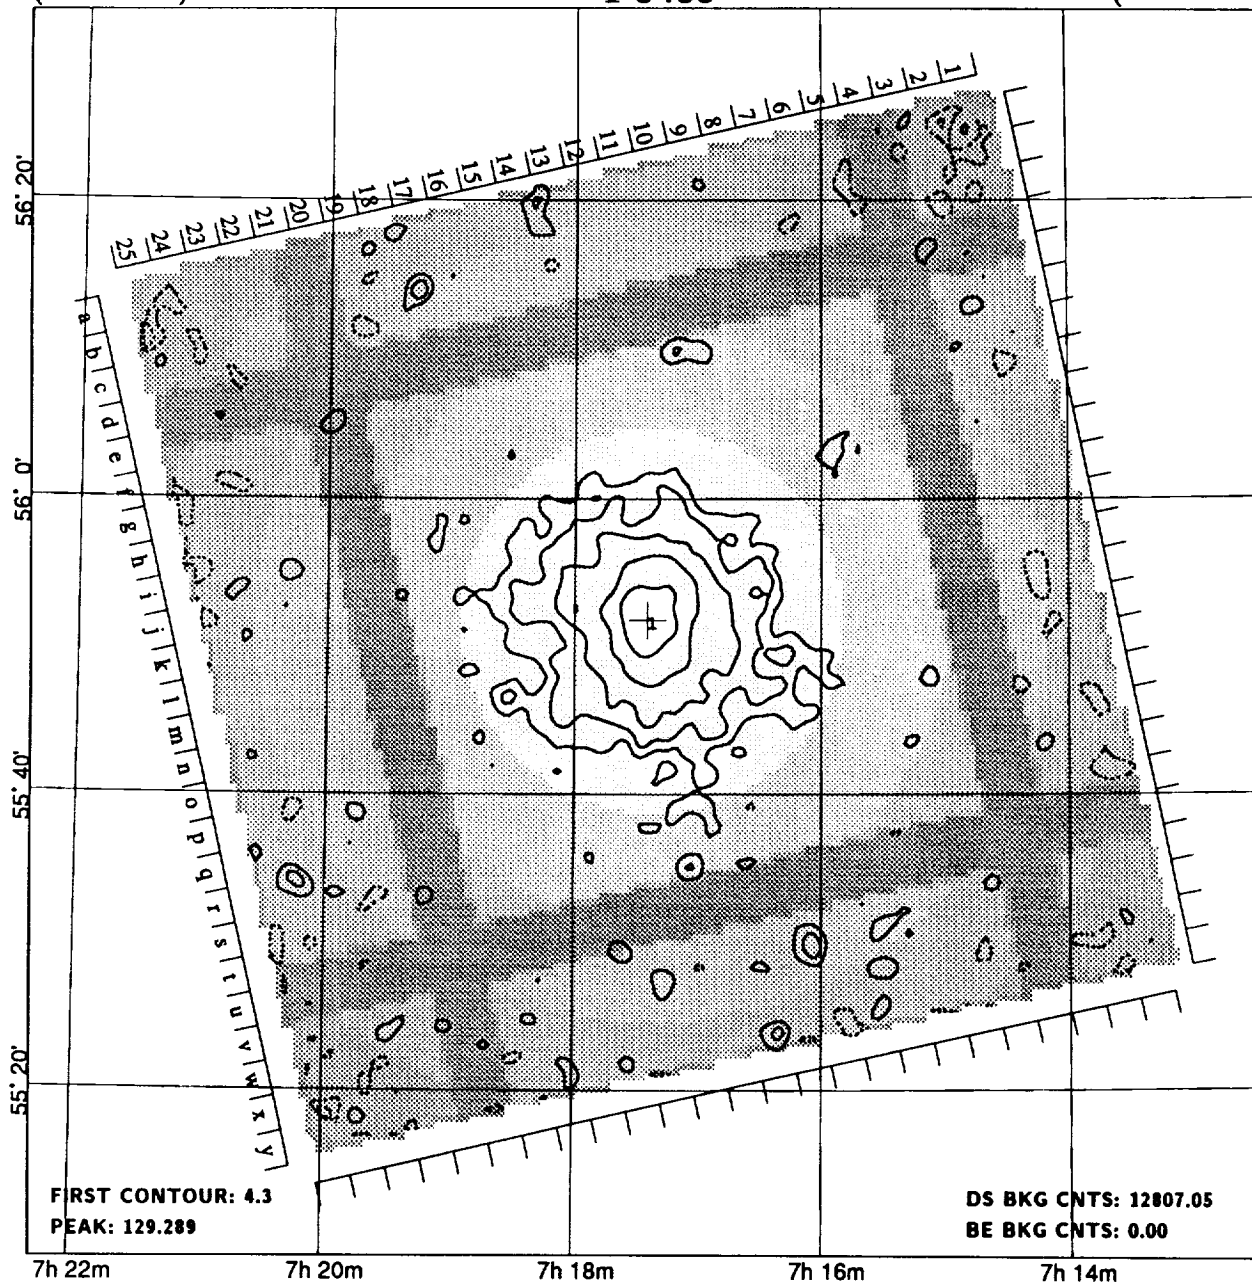 1 2 3 4 5 6 7 8 9 10 11 12 13 14 15 16 17 18 19 20 21 22 23 24 25
56° 20'
a b c d e f g h i j k l m n o p q r s t u v w x y
56° 0'
1
55° 40'
55° 20'
FIRST CONTOUR: 4.3
PEAK: 129.289
DS BKG CNTS: 12807.05
BE BKG CNTS: 0.00
7h 22m 7h 20m 7h 18m 7h 16m 7h 14m